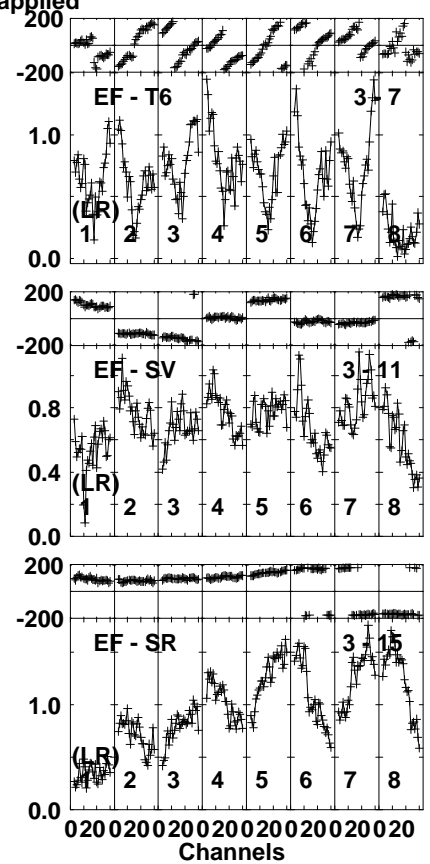 applied
200
-200
EF - T6 3 - 7
1.0
(LR)
1 2 3 4 5 6 7 8
0.0
200
-200
EF - SV 3 - 11
0.8
0.4
(LR)
1 2 3 4 5 6 7 8
0.0
200
-200
EF - SR 3 - 15
1.0
(LR)
1 2 3 4 5 6 7 8
0.0
0 20 0 20 0 20 0 20 0 20 0 20 0 20 0 20
Channels